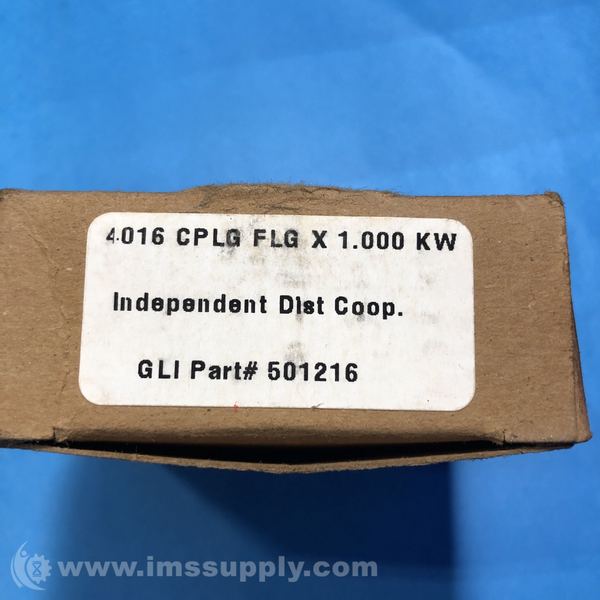 4016 CPLG FLG X 1.000 KW
Independent Dist Coop.
GLI Part# 501216
www.imssupply.com